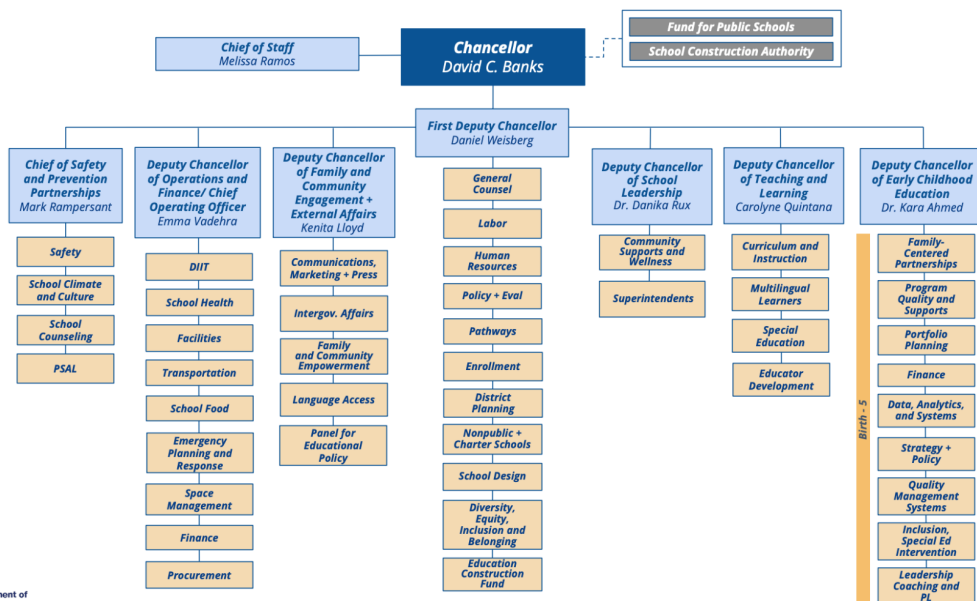 Chief of Staff
Melissa Ramos
Chancellor
David C. Banks
Fund for Public Schools
School Construction Authority
First Deputy Chancellor
Daniel Weisberg
Chief of Safety
and Prevention
Partnerships
Mark Rampersant
Safety
School Climate
and Culture
School
Counseling
PSAL
Deputy Chancellor
of Operations and
Finance/ Chief
Operating Officer
Emma Vadehra
DIIT
School Health
Facilities
Transportation
School Food
Emergency
Planning and
Response
Space
Management
Finance
Procurement
Deputy Chancellor
of Family and
Community
Engagement +
External Affairs
Kenita Lloyd
Communications,
Marketing + Press
Intergov. Affairs
Family
and Community
Empowerment
Language Access
Panel for
Educational
Policy
General
Counsel
Labor
Human
Resources
Policy + Eval
Pathways
Enrollment
District
Planning
Nonpublic +
Charter Schools
School Design
Diversity,
Equity,
Inclusion and
Belonging
Education
Construction
Fund
Deputy Chancellor
of School
Leadership
Dr. Danika Rux
Community
Supports and
Wellness
Superintendents
Deputy Chancellor
of Teaching and
Learning
Carolyne Quintana
Curriculum and
Instruction
Multilingual
Learners
Special
Education
Educator
Development
Deputy Chancellor
of Early Childhood
Education
Dr. Kara Ahmed
Birth - 5
Family-
Centered
Partnerships
Program
Quality and
Supports
Portfolio
Planning
Finance
Data, Analytics,
and Systems
Strategy +
Policy
Quality
Management
Systems
Inclusion,
Special Ed
Intervention
Leadership
Coaching and
PL
ment of